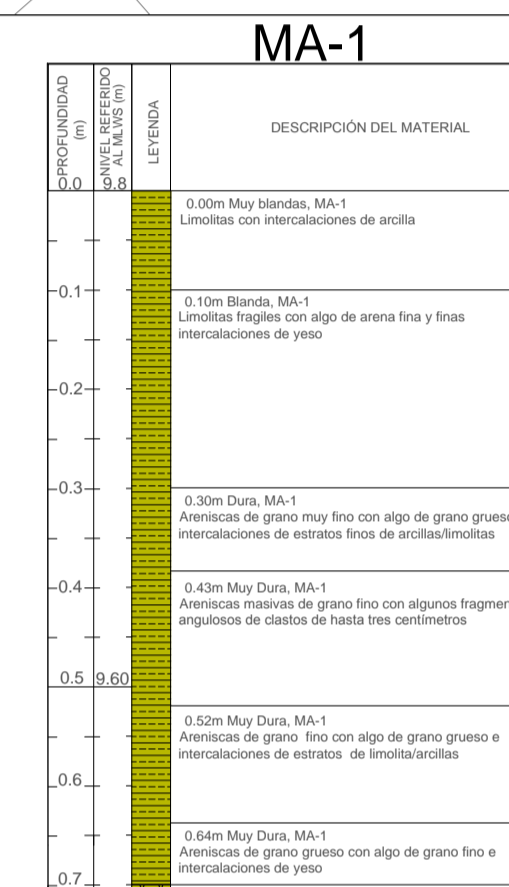 MA-1
PROFUNDIDAD
(m)
NIVEL REFERIDO
AL MLWS (m)
LEYENDA
DESCRIPCIÓN DEL MATERIAL
0.0 9.8
0.00m Muy blandas, MA-1
Limolitas con intercalaciones de arcilla
0.1
0.10m Blanda, MA-1
Limolitas fragiles con algo de arena fina y finas
intercalaciones de yeso
0.2
0.3
0.30m Dura, MA-1
Areniscas de grano muy fino con algo de grano grues
intercalaciones de estratos finos de arcillas/limolitas
0.4
0.43m Muy Dura, MA-1
Areniscas masivas de grano fino con algunos fragmen
angulosos de clastos de hasta tres centímetros
0.5 9.60
0.52m Muy Dura, MA-1
Areniscas de grano fino con algo de grano grueso e
intercalaciones de estratos de limolita/arcillas
0.6
0.64m Muy Dura, MA-1
Areniscas de grano grueso con algo de grano fino e
intercalaciones de yeso
0.7